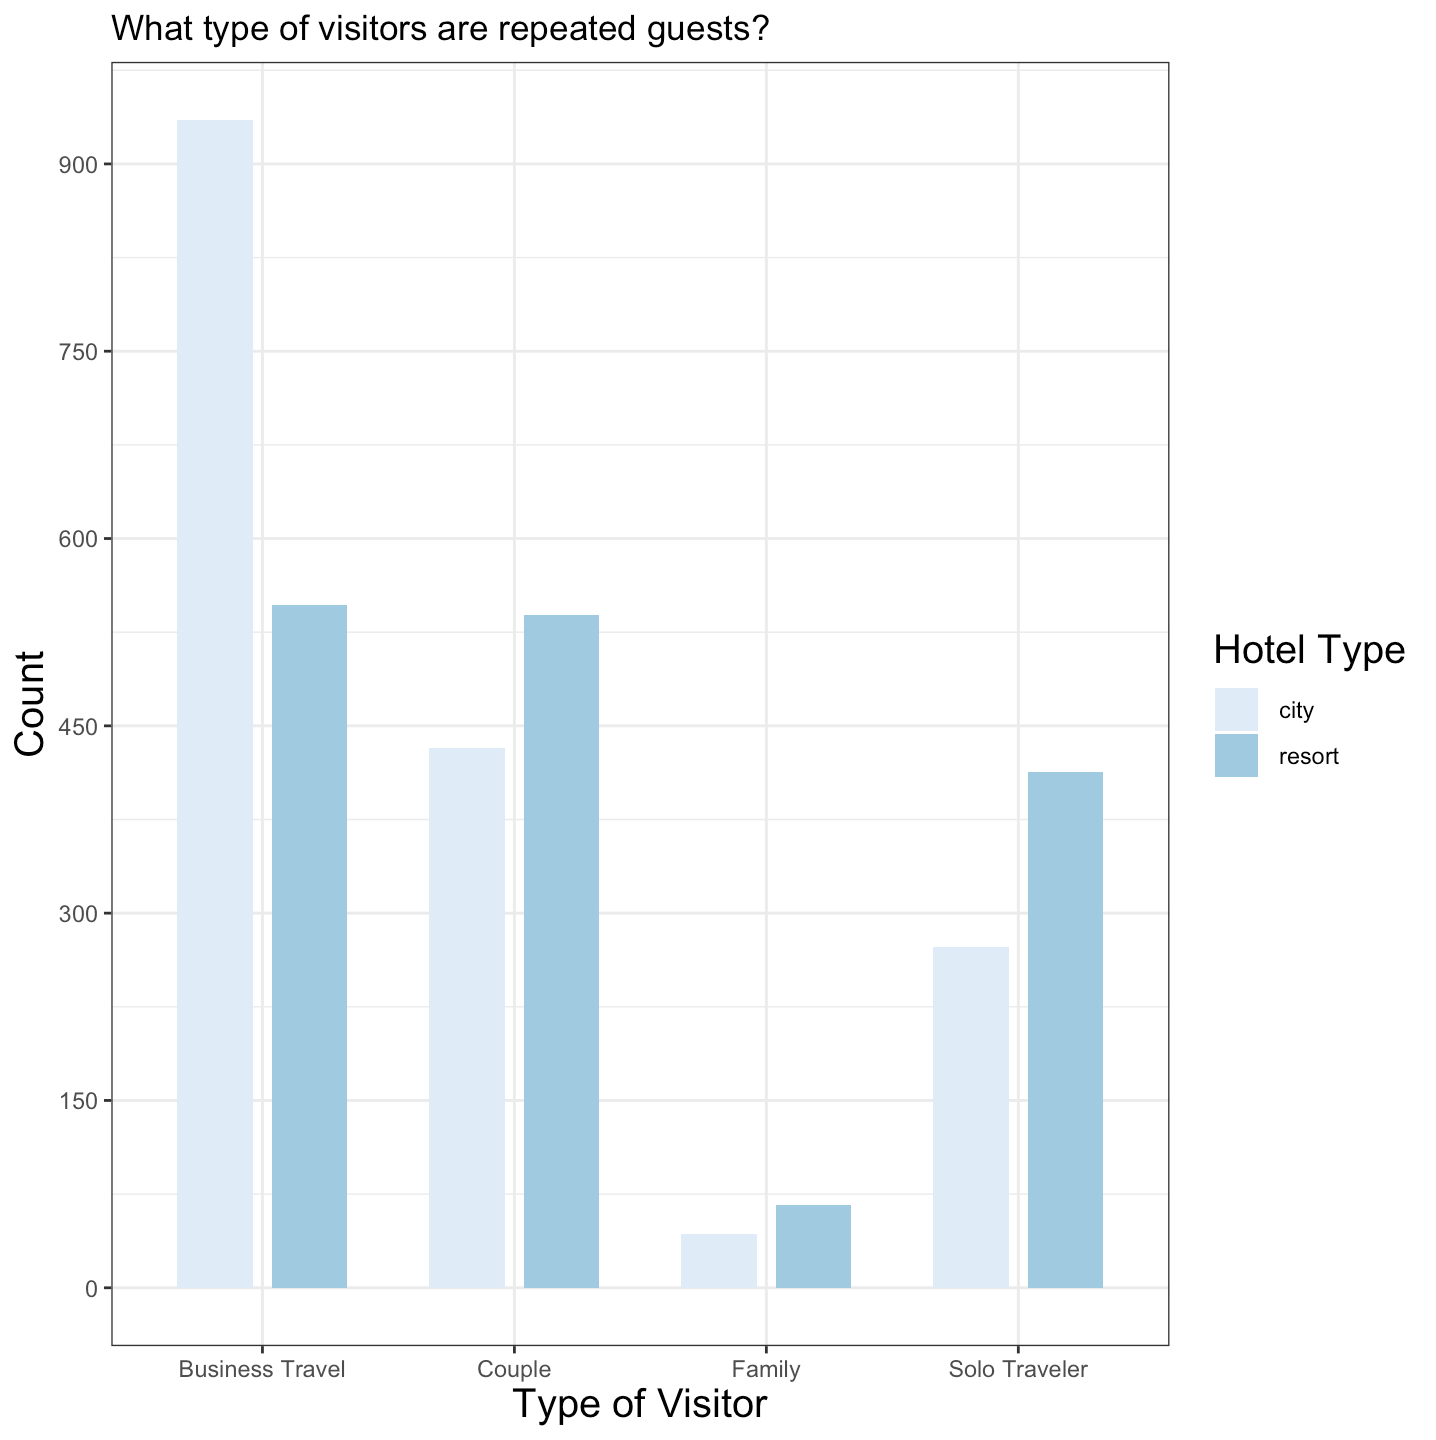 What type of visitors are repeated guests?
Count
900
750
600
450
300
150
0
Business Travel
Couple
Family
Solo Traveler
Type of Visitor
Hotel Type
city
resort